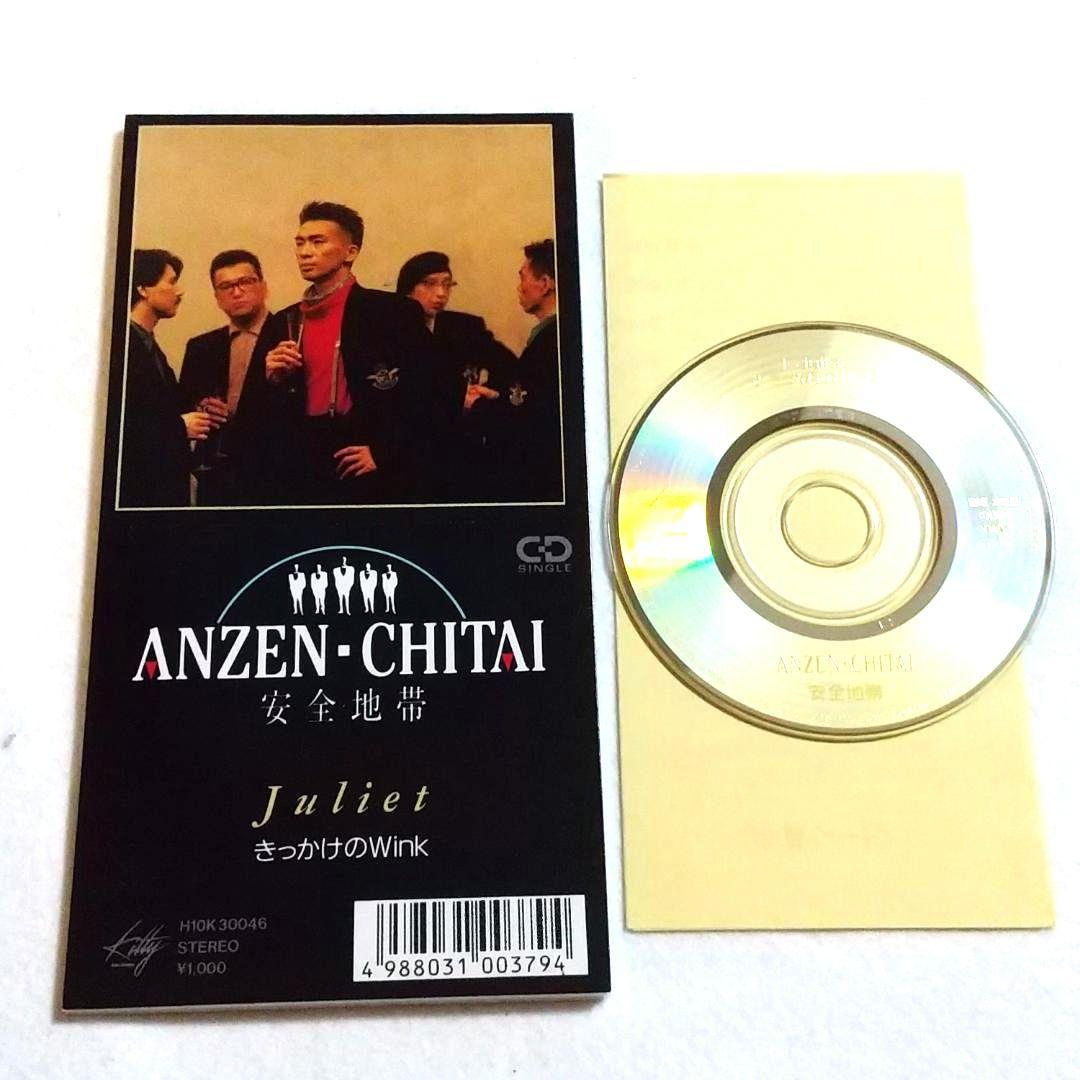 CD
SINGLE
ANZEN-CHITAI
安全地帯
Juliet
きっかけのWink
Kitty
H10K 30046
STEREO
¥1,000
4 988031 003794
ANZEN-CHITAI
安全地帯